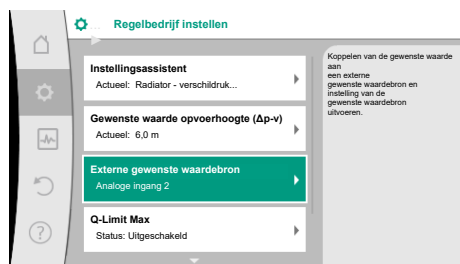 Regelbedrijf instellen
Instellingsassistent
Actueel: Radiator - verschildruk...
Gewenste waarde opvoerhoogte (Δp-v)
Actueel: 6,0 m
Externe gewenste waardebron
Analoge ingang 2
Q-Limit Max
Status: Uitgeschakeld
Koppelen van de gewenste waarde
aan
een externe
gewenste waardebron en
instelling van de
gewenste waardebron
uitvoeren.